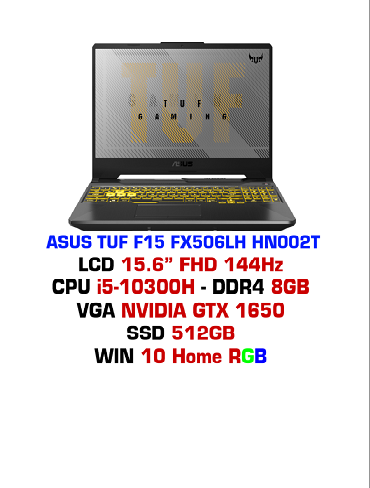 TUF
TUF
GAMING
ASUS
ASUS TUF F15 FX506LH HN002T
LCD 15.6” FHD 144Hz
CPU i5-10300H - DDR4 8GB
VGA NVIDIA GTX 1650
SSD 512GB
WIN 10 Home RGB